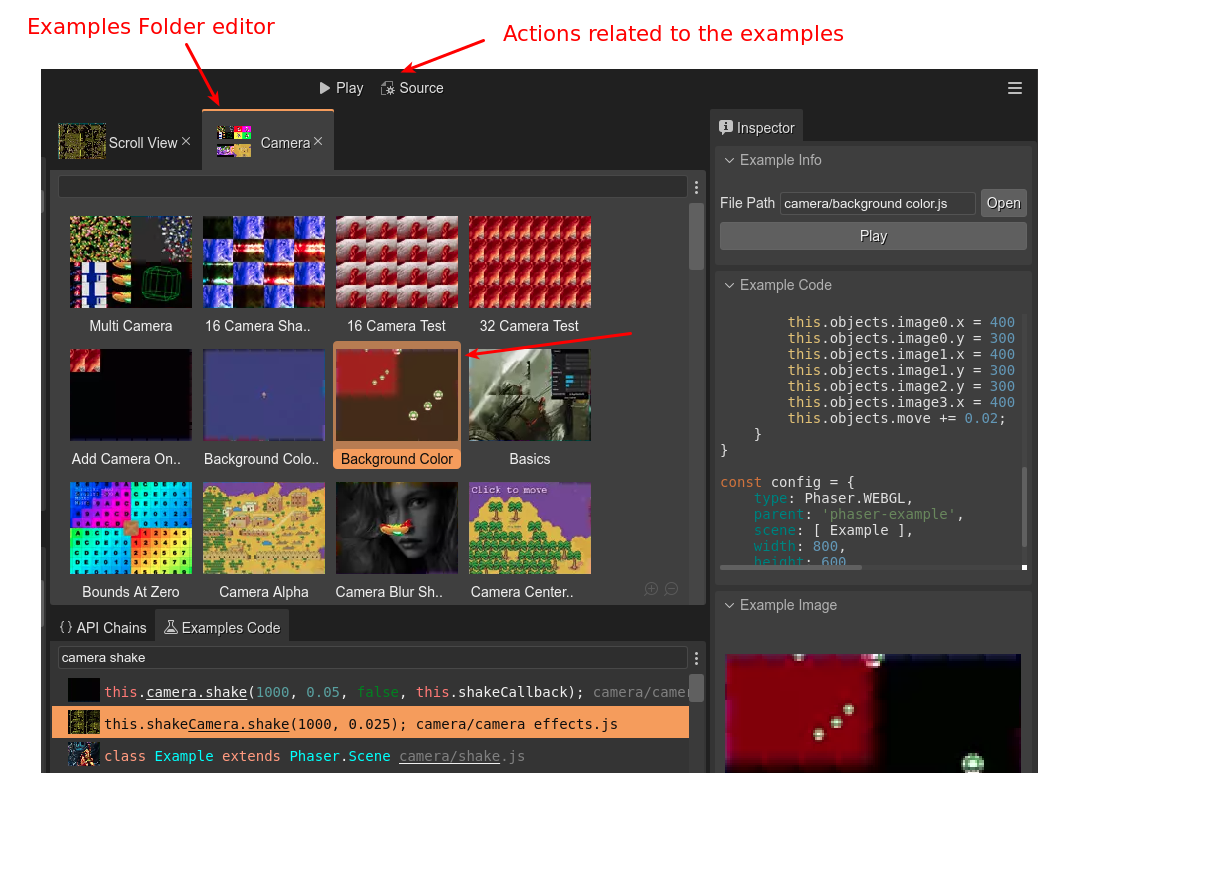 Examples Folder editor
Actions related to the examples
Play
Source
Scroll View
Camera
Inspector
Example Info
File Path camera/background color.js Open
Play
Multi Camera
16 Camera Sha..
16 Camera Test
32 Camera Test
Add Camera On..
Background Colo..
Background Color
Basics
Click to move
Bounds At Zero
Camera Alpha
Camera Blur Sh..
Camera Center..
Example Code
this.objects.image0.x = 400
this.objects.image0.y = 300
this.objects.image1.x = 400
this.objects.image1.y = 300
this.objects.image2.y = 300
this.objects.image3.x = 400
this.objects.move += 0.02;
}
}
const config = {
type: Phaser.WEBGL,
parent: 'phaser-example',
scene: [ Example ],
width: 800,
height: 600
Example Image
{} API Chains
Examples Code
camera shake
this.camera.shake(1000, 0.05, false, this.shakeCallback); camera/camer
this.shakeCamera.shake(1000, 0.025); camera/camera effects.js
class Example extends Phaser.Scene camera/shake.js